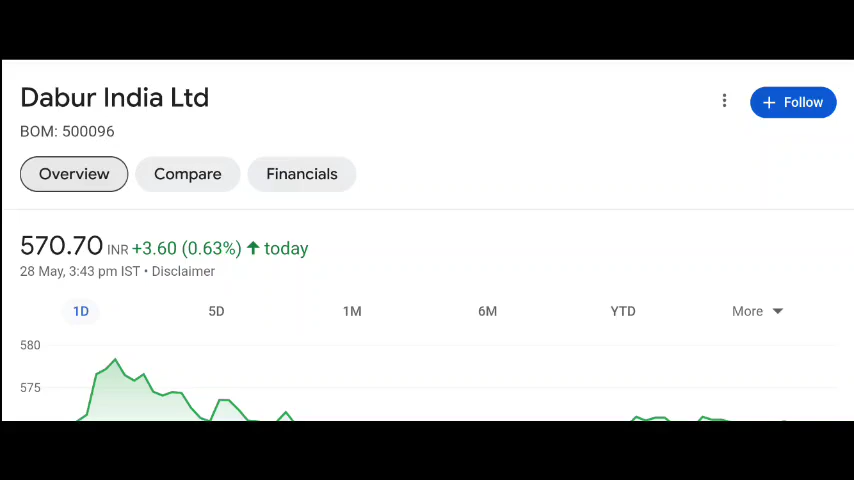 Dabur India Ltd
+ Follow
BOM: 500096
Overview Compare Financials
570.70 INR +3.60 (0.63%) ↑ today
28 May, 3:43 pm IST • Disclaimer
1D 5D 1M 6M YTD More
580
575